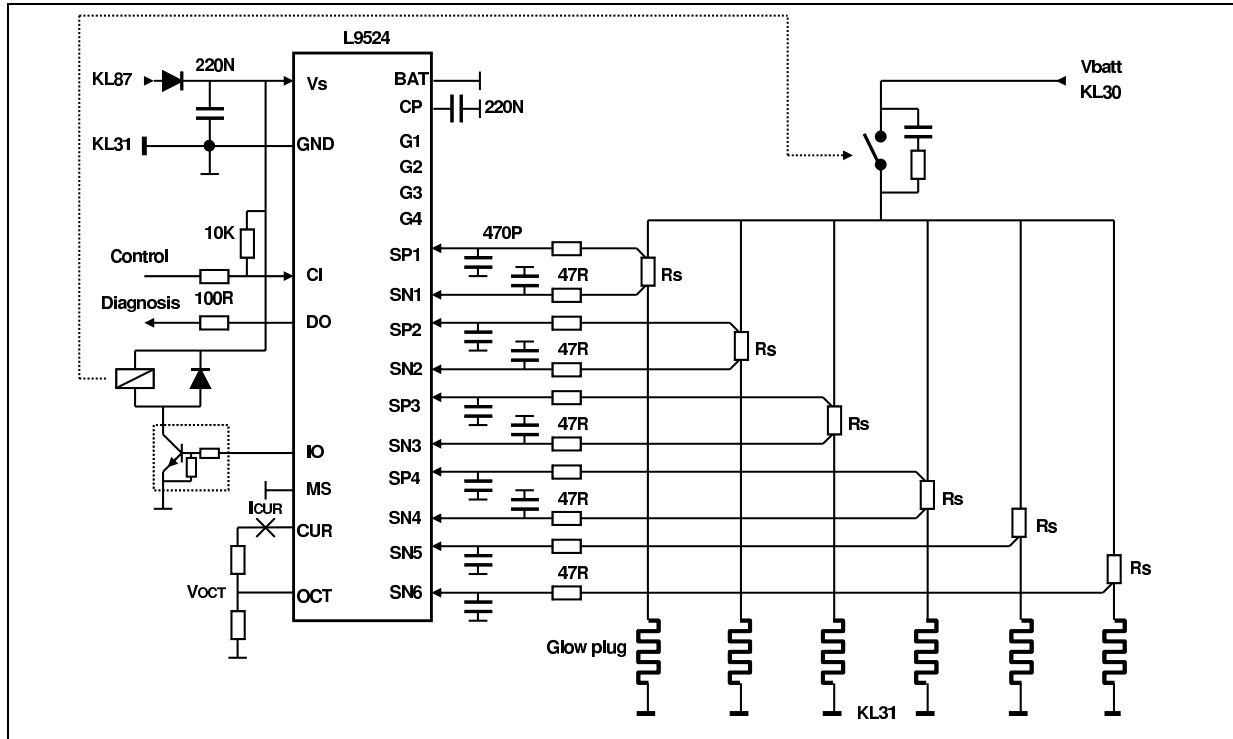 L9524
KL87
220N
Vs
BAT
CP
220N
Vbatt
KL30
KL31
GND
G1
G2
G3
G4
10K
Control
CI
100R
Diagnosis
DO
470P
SP1
47R
Rs
SN1
SP2
47R
Rs
SN2
SP3
47R
Rs
SN3
SP4
47R
Rs
SN4
IO
MS
ICUR
CUR
SN5
Rs
47R
VOCT
OCT
SN6
Rs
Glow plug
KL31